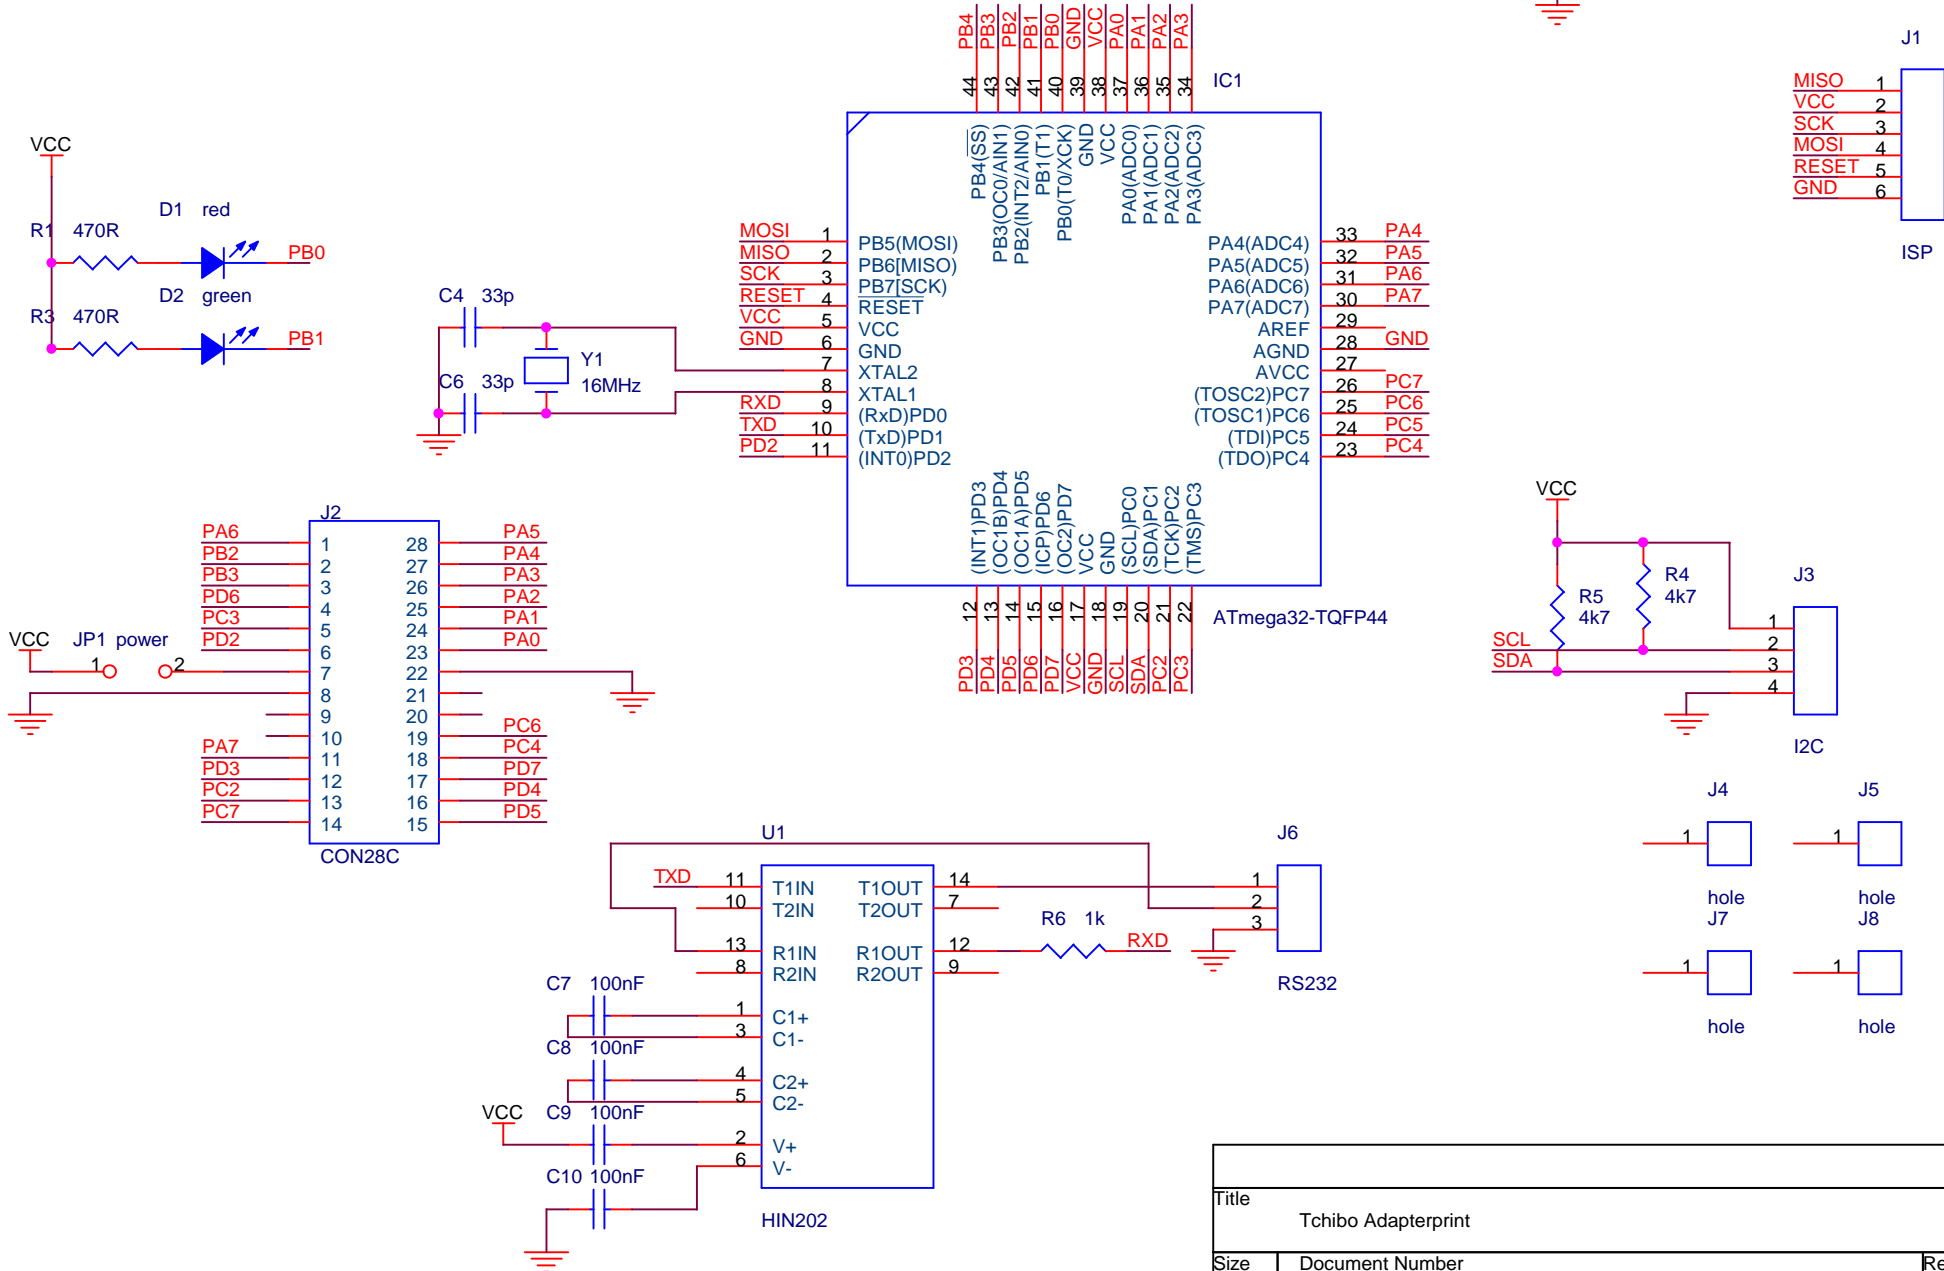 PB4
PB3
PB2
PB1
PB0
GND
VCC
PA0
PA1
PA2
PA3
44
43
42
41
40
39
38
37
36
35
34
IC1
PB4(SS)
PB3(OC0/AIN1)
PB2(INT2/AIN0)
PB1(T1)
PB0(T0/XCK)
GND
VCC
PA0(ADC0)
PA1(ADC1)
PA2(ADC2)
PA3(ADC3)
MOSI 1 PB5(MOSI)
MISO 2 PB6[MISO)
SCK 3 PB7[SCK)
RESET 4 RESET
VCC 5 VCC
GND 6 GND
7 XTAL2
8 XTAL1
RXD 9 (RxD)PD0
TXD 10 (TxD)PD1
PD2 11 (INT0)PD2
PA4(ADC4) 33 PA4
PA5(ADC5) 32 PA5
PA6(ADC6) 31 PA6
PA7(ADC7) 30 PA7
AREF 29
AGND 28 GND
AVCC 27
(TOSC2)PC7 26 PC7
(TOSC1)PC6 25 PC6
(TDI)PC5 24 PC5
(TDO)PC4 23 PC4
(INT1)PD3
(OC1B)PD4
(OC1A)PD5
(ICP)PD6
(OC2)PD7
VCC
GND
(SCL)PC0
(SDA)PC1
(TCK)PC2
(TMS)PC3
12
13
14
15
16
17
18
19
20
21
22
ATmega32-TQFP44
PD3
PD4
PD5
PD6
PD7
VCC
GND
SCL
SDA
PC2
PC3
J1
MISO 1
VCC 2
SCK 3
MOSI 4
RESET 5
GND 6
ISP
VCC
D1 red
R1 470R
PB0
D2 green
R3 470R
PB1
C4 33p
Y1
16MHz
C6 33p
J2
PA6 1 28 PA5
PB2 2 27 PA4
PB3 3 26 PA3
PD6 4 25 PA2
PC3 5 24 PA1
PD2 6 23 PA0
VCC JP1 power
1 2 7 22
8 21
9 20
10 19 PC6
PA7 11 18 PC4
PD3 12 17 PD7
PC2 13 16 PD4
PC7 14 15 PD5
CON28C
VCC
R4
4k7
R5
4k7
J3
1
SCL 2
SDA 3
4
I2C
J4 J5
1 1
hole hole
J7 J8
1 1
hole hole
U1
TXD 11 T1IN T1OUT 14
10 T2IN T2OUT 7
13 R1IN R1OUT 12
8 R2IN R2OUT 9
R6 1k
RXD
J6
1
2
3
RS232
C7 100nF
1 C1+
3 C1-
C8 100nF
4 C2+
5 C2-
VCC C9 100nF
2 V+
6 V-
C10 100nF
HIN202
Title
Tchibo Adapterprint
Size Document Number Re